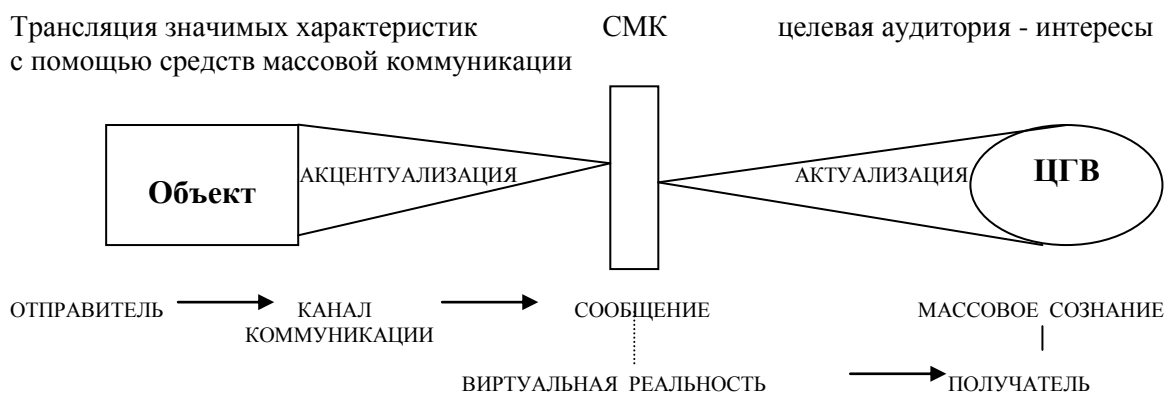 Трансляция значимых характеристик СМК целевая аудитория - интересы
с помощью средств массовой коммуникации
Объект АКЦЕНТУАЛИЗАЦИЯ АКТУАЛИЗАЦИЯ ЦГВ
ОТПРАВИТЕЛЬ КАНАЛ СООБЩЕНИЕ МАССОВОЕ СОЗНАНИЕ
КОММУНИКАЦИИ
ВИРТУАЛЬНАЯ РЕАЛЬНОСТЬ ПОЛУЧАТЕЛЬ